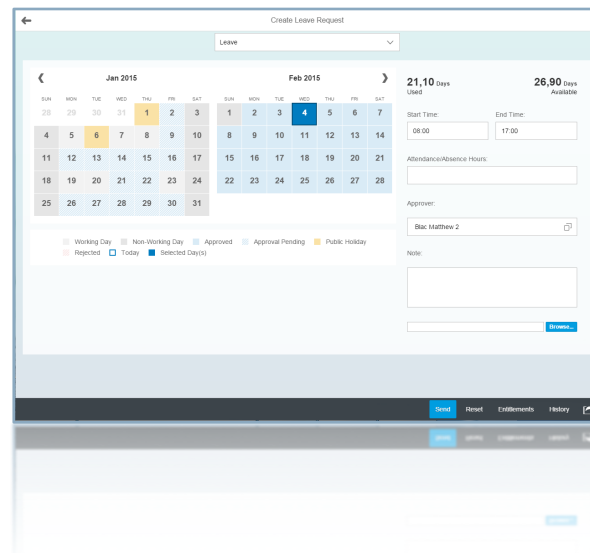 Create Leave Request
Leave
Jan 2015
SUN MON TUE WED THU FRI SAT
28 29 30 31 1 2 3
4 5 6 7 8 9 10
11 12 13 14 15 16 17
18 19 20 21 22 23 24
25 26 27 28 29 30 31
Feb 2015
SUN MON TUE WED THU FRI SAT
1 2 3 4 5 6 7
8 9 10 11 12 13 14
15 16 17 18 19 20 21
22 23 24 25 26 27 28
Working Day Non-Working Day Approved Approval Pending Public Holiday
Rejected Today Selected Day(s)
21,10 Days 26,90 Days
Used Available
Start Time: End Time:
08:00 17:00
Attendance/Absence Hours:
Approver:
Biac Matthew 2
Note:
Browse...
Send Reset Entitlements History